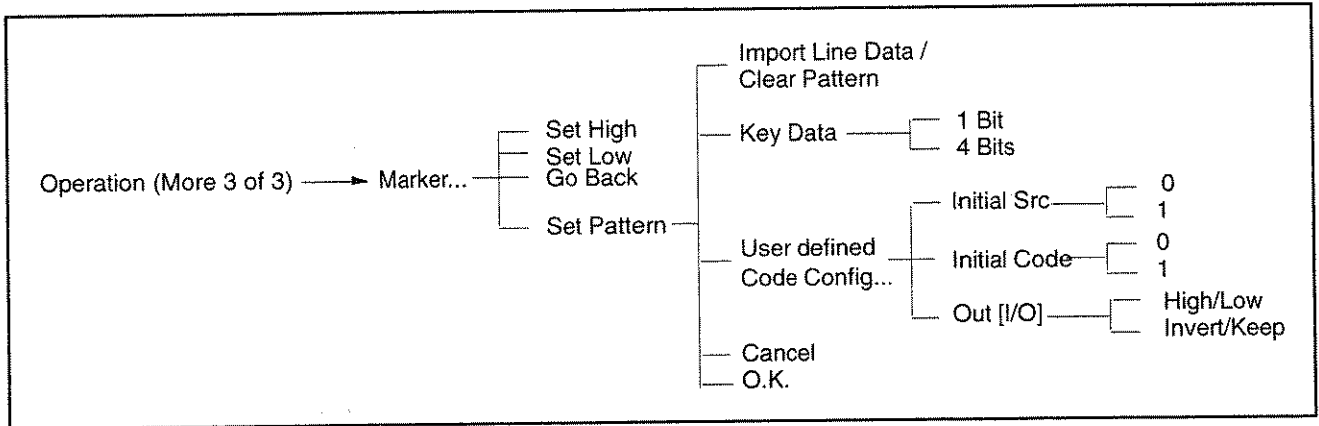 Import Line Data /
Clear Pattern
Key Data
1 Bit
4 Bits
Set High
Set Low
Operation (More 3 of 3)
Marker...
Go Back
Set Pattern
Initial Src
0
1
User defined
Code Config...
Initial Code
0
1
Out [I/O]
High/Low
Invert/Keep
Cancel
O.K.